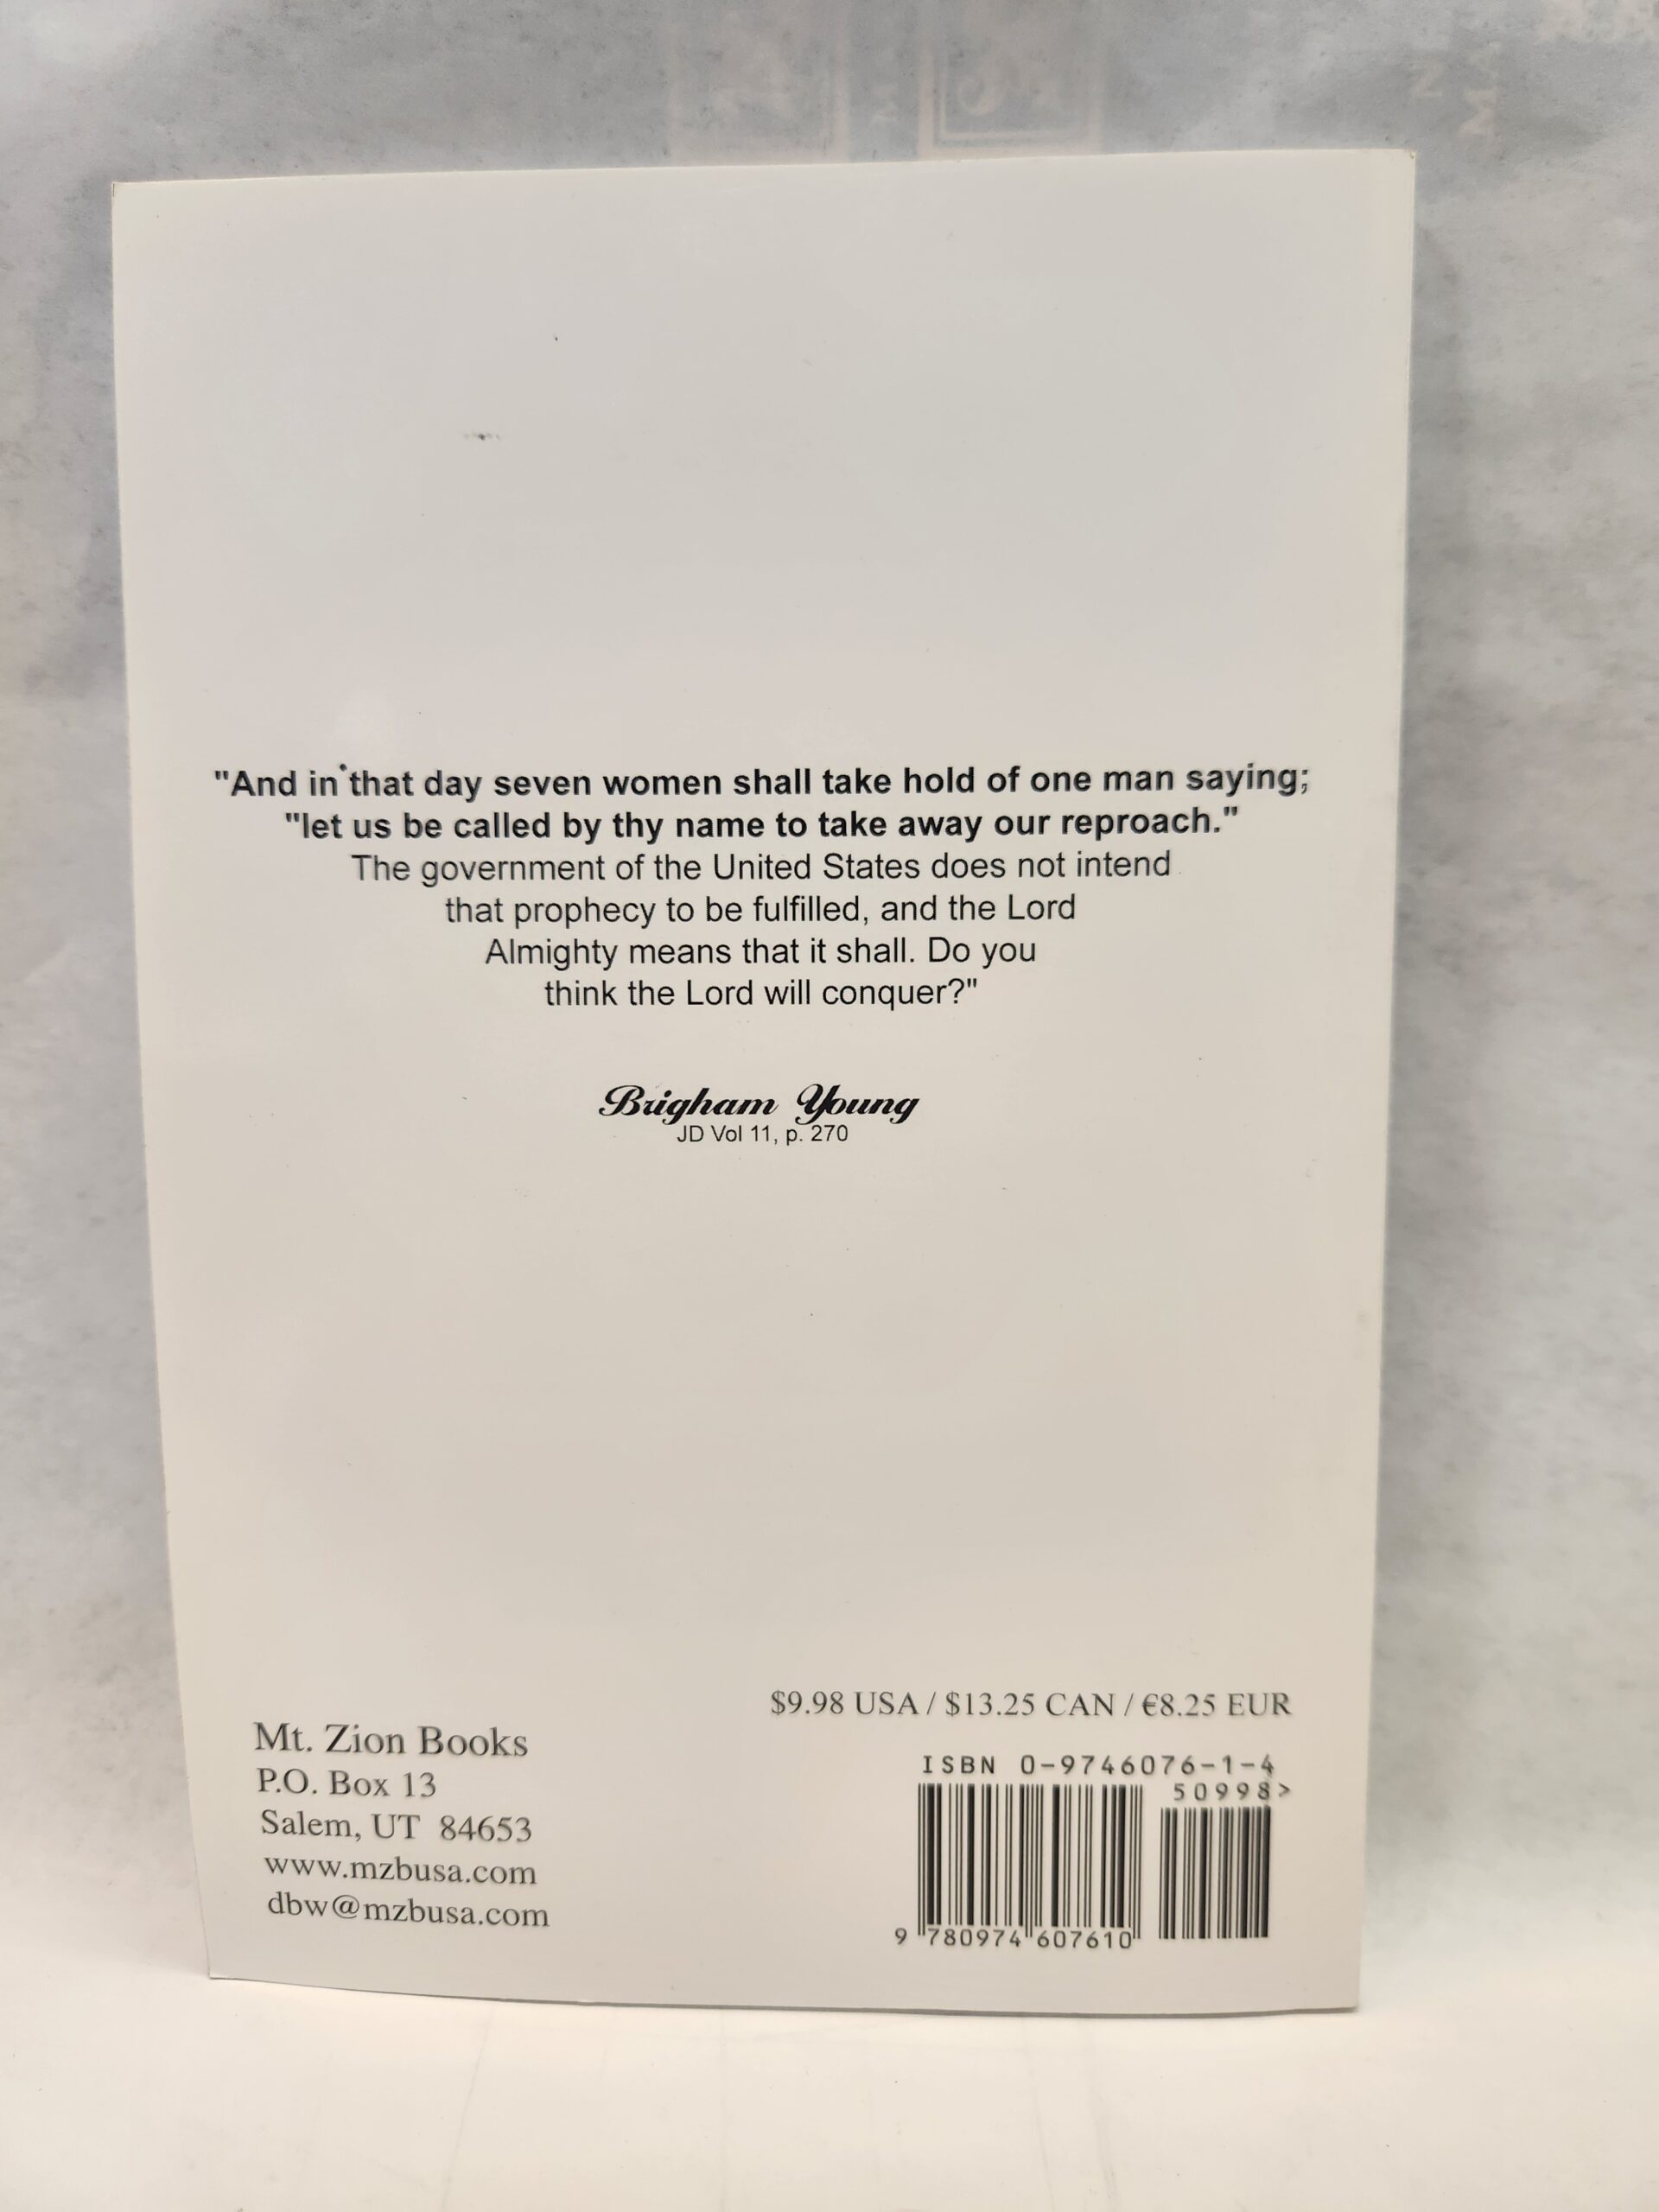 "And in that day seven women shall take hold of one man saying;
"let us be called by thy name to take away our reproach."
The government of the United States does not intend
that prophecy to be fulfilled, and the Lord
Almighty means that it shall. Do you
think the Lord will conquer?"
Brigham Young
JD Vol 11, p. 270
$9.98 USA / $13.25 CAN / €8.25 EUR
Mt. Zion Books
P.O. Box 13
Salem, UT 84653
www.mzbusa.com
dbw@mzbusa.com
ISBN 0-9746076-1-4
50998>
9 780974 607610